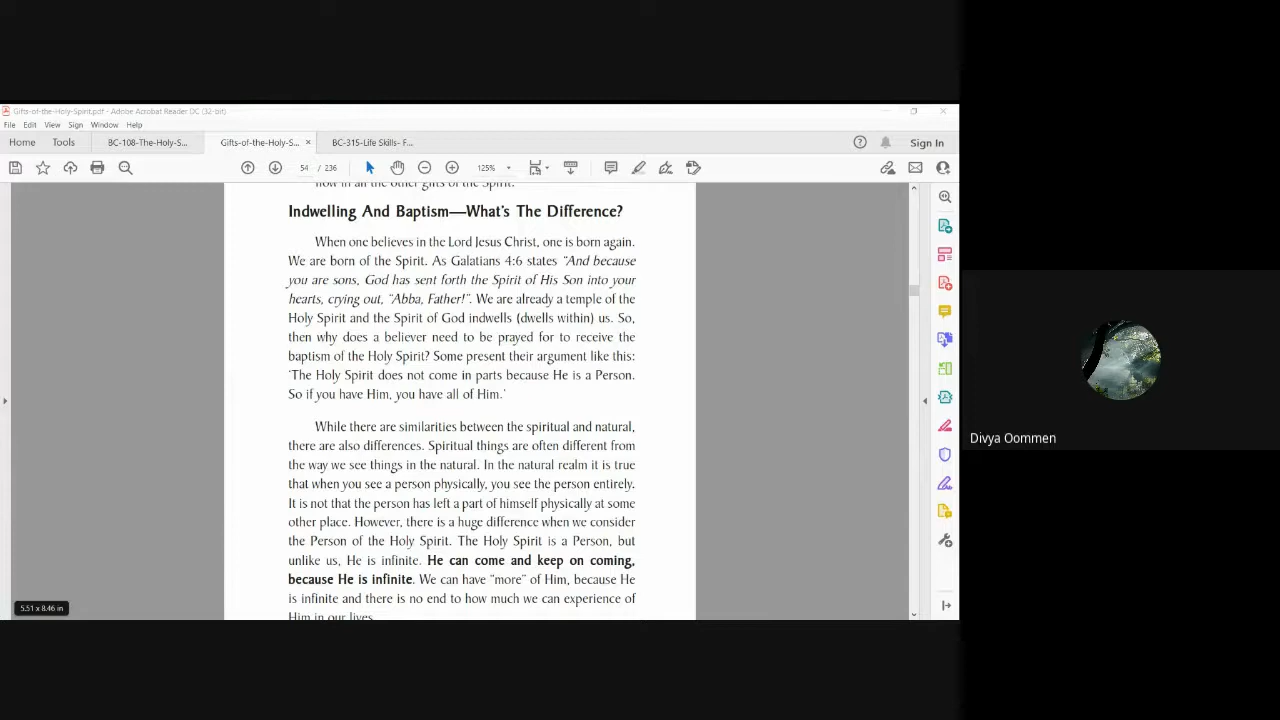 Gifts-of-the-Holy-Spirit.pdf - Adobe Acrobat Reader DC (32-bit)
File Edit View Sign Window Help
Home Tools BC-108-The-Holy-S... Gifts-of-the-Holy-S... BC-315-Life Skills- F... Sign In
54 / 236 125%
how in all the other gifts of the Spirit.
Indwelling And Baptism—What's The Difference?
When one believes in the Lord Jesus Christ, one is born again.
We are born of the Spirit. As Galatians 4:6 states "And because
you are sons, God has sent forth the Spirit of His Son into your
hearts, crying out, "Abba, Father!". We are already a temple of the
Holy Spirit and the Spirit of God indwells (dwells within) us. So,
then why does a believer need to be prayed for to receive the
baptism of the Holy Spirit? Some present their argument like this:
'The Holy Spirit does not come in parts because He is a Person.
So if you have Him, you have all of Him.'
While there are similarities between the spiritual and natural,
there are also differences. Spiritual things are often different from
the way we see things in the natural. In the natural realm it is true
that when you see a person physically, you see the person entirely.
It is not that the person has left a part of himself physically at some
other place. However, there is a huge difference when we consider
the Person of the Holy Spirit. The Holy Spirit is a Person, but
unlike us, He is infinite. He can come and keep on coming,
because He is infinite. We can have "more" of Him, because He
is infinite and there is no end to how much we can experience of
Him in our lives.
5.51 x 8.46 in
Divya Oommen